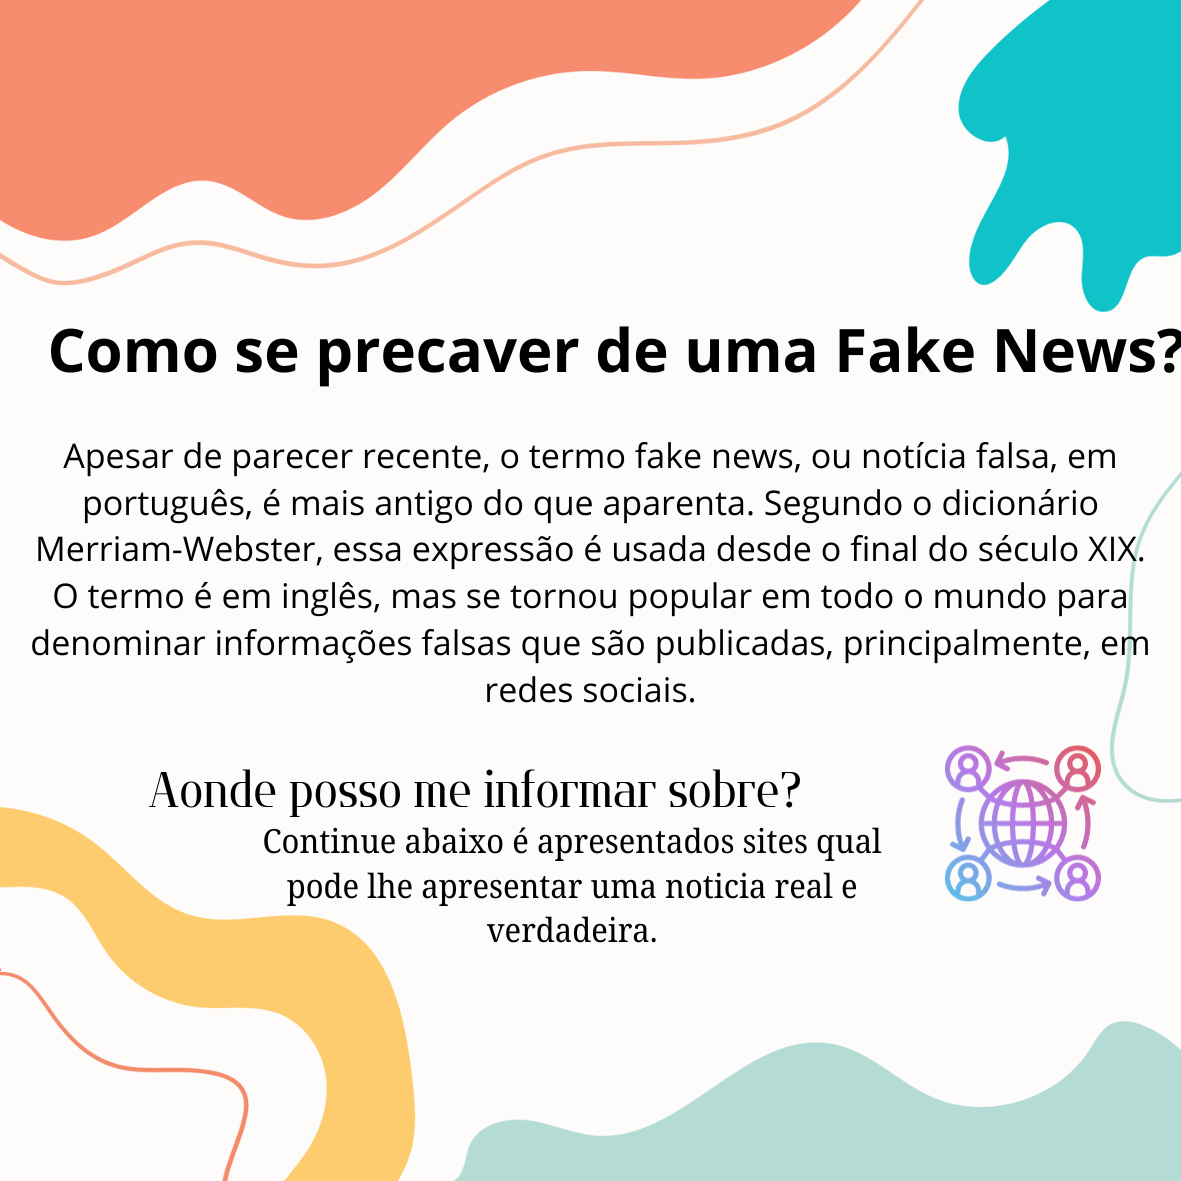 Como se precaver de uma Fake News?
Apesar de parecer recente, o termo fake news, ou notícia falsa, em
português, é mais antigo do que aparenta. Segundo o dicionário
Merriam-Webster, essa expressão é usada desde o final do século XIX.
O termo é em inglês, mas se tornou popular em todo o mundo para
denominar informações falsas que são publicadas, principalmente, em
redes sociais.
Aonde posso me informar sobre?
Continue abaixo é apresentados sites qual
pode lhe apresentar uma noticia real e
verdadeira.